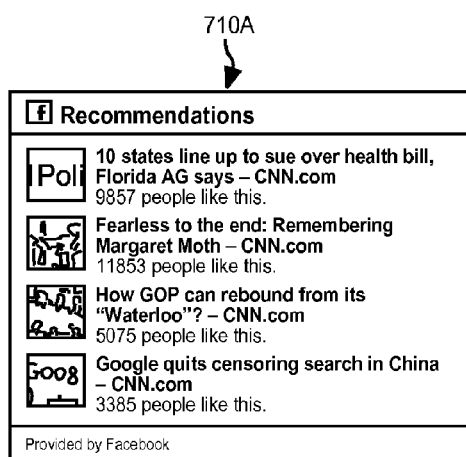 710A
f Recommendations
10 states line up to sue over health bill,
Florida AG says – CNN.com
9857 people like this.
Fearless to the end: Remembering
Margaret Moth – CNN.com
11853 people like this.
How GOP can rebound from its
“Waterloo”? – CNN.com
5075 people like this.
Google quits censoring search in China
– CNN.com
3385 people like this.
Provided by Facebook
Poli
GOO8